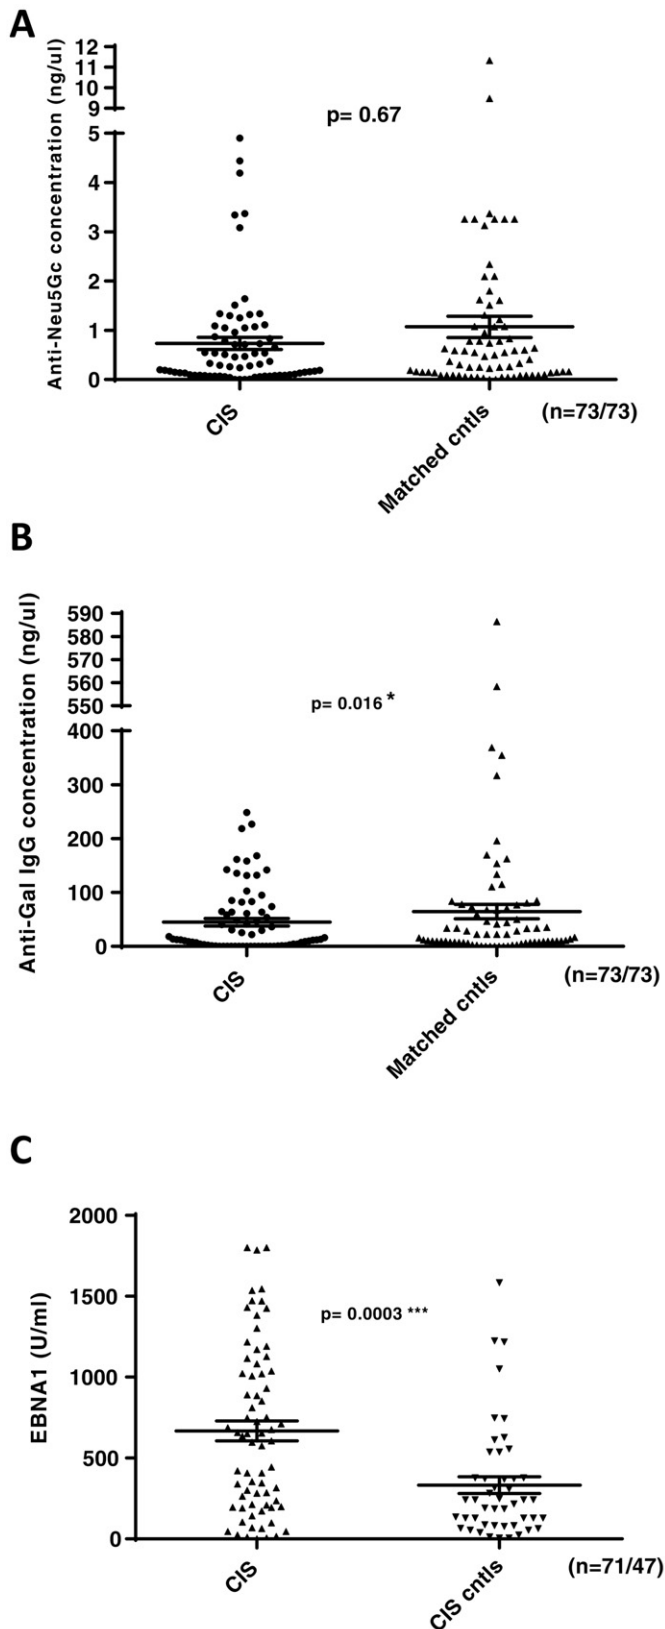 A
Anti-Neu5Gc concentration (ng/ul)
12
11
10
9
5
4
3
2
1
0
p= 0.67
CIS
Matched cntls
(n=73/73)
B
Anti-Gal IgG concentration (ng/ul)
590
580
570
560
550
400
300
200
100
0
p= 0.016 *
CIS
Matched cntls
(n=73/73)
C
EBNA1 (U/ml)
2000
1500
1000
500
0
p= 0.0003 ***
CIS
CIS cntls
(n=71/47)